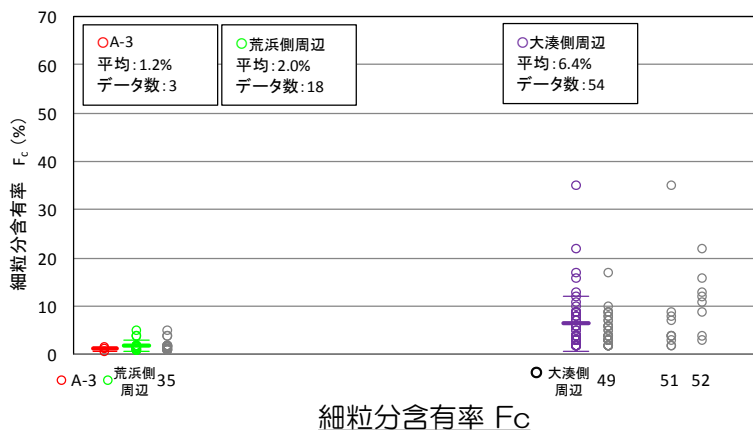 70
60
50
40
30
20
10
0
細粒分含有率 Fc (%)
○A-3
平均:1.2%
データ数:3
○荒浜側周辺
平均:2.0%
データ数:18
○大湊側周辺
平均:6.4%
データ数:54
○ A-3
○荒浜側周辺
35
○ 大湊側周辺
49
51
52
細粒分含有率 Fc